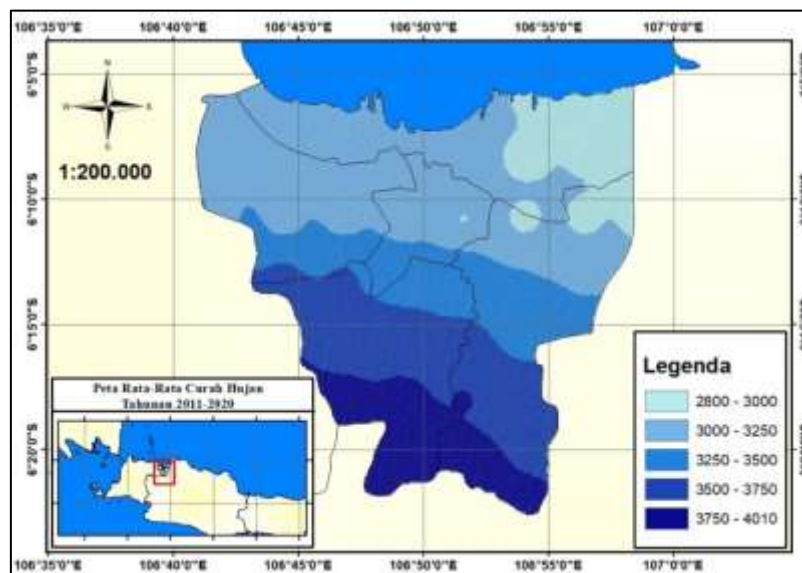 106°35'0"E 106°40'0"E 106°45'0"E 106°50'0"E 106°55'0"E 107°0'0"E
6°5'0"S
N
W E
S
1:200.000
6°10'0"S
6°15'0"S
6°20'0"S
Legenda
2800 - 3000
3000 - 3250
3250 - 3500
3500 - 3750
3750 - 4010
Peta Rata-Rata Curah Hujan
Tahunan 2011-2020
106°35'0"E 106°40'0"E 106°45'0"E 106°50'0"E 106°55'0"E 107°0'0"E